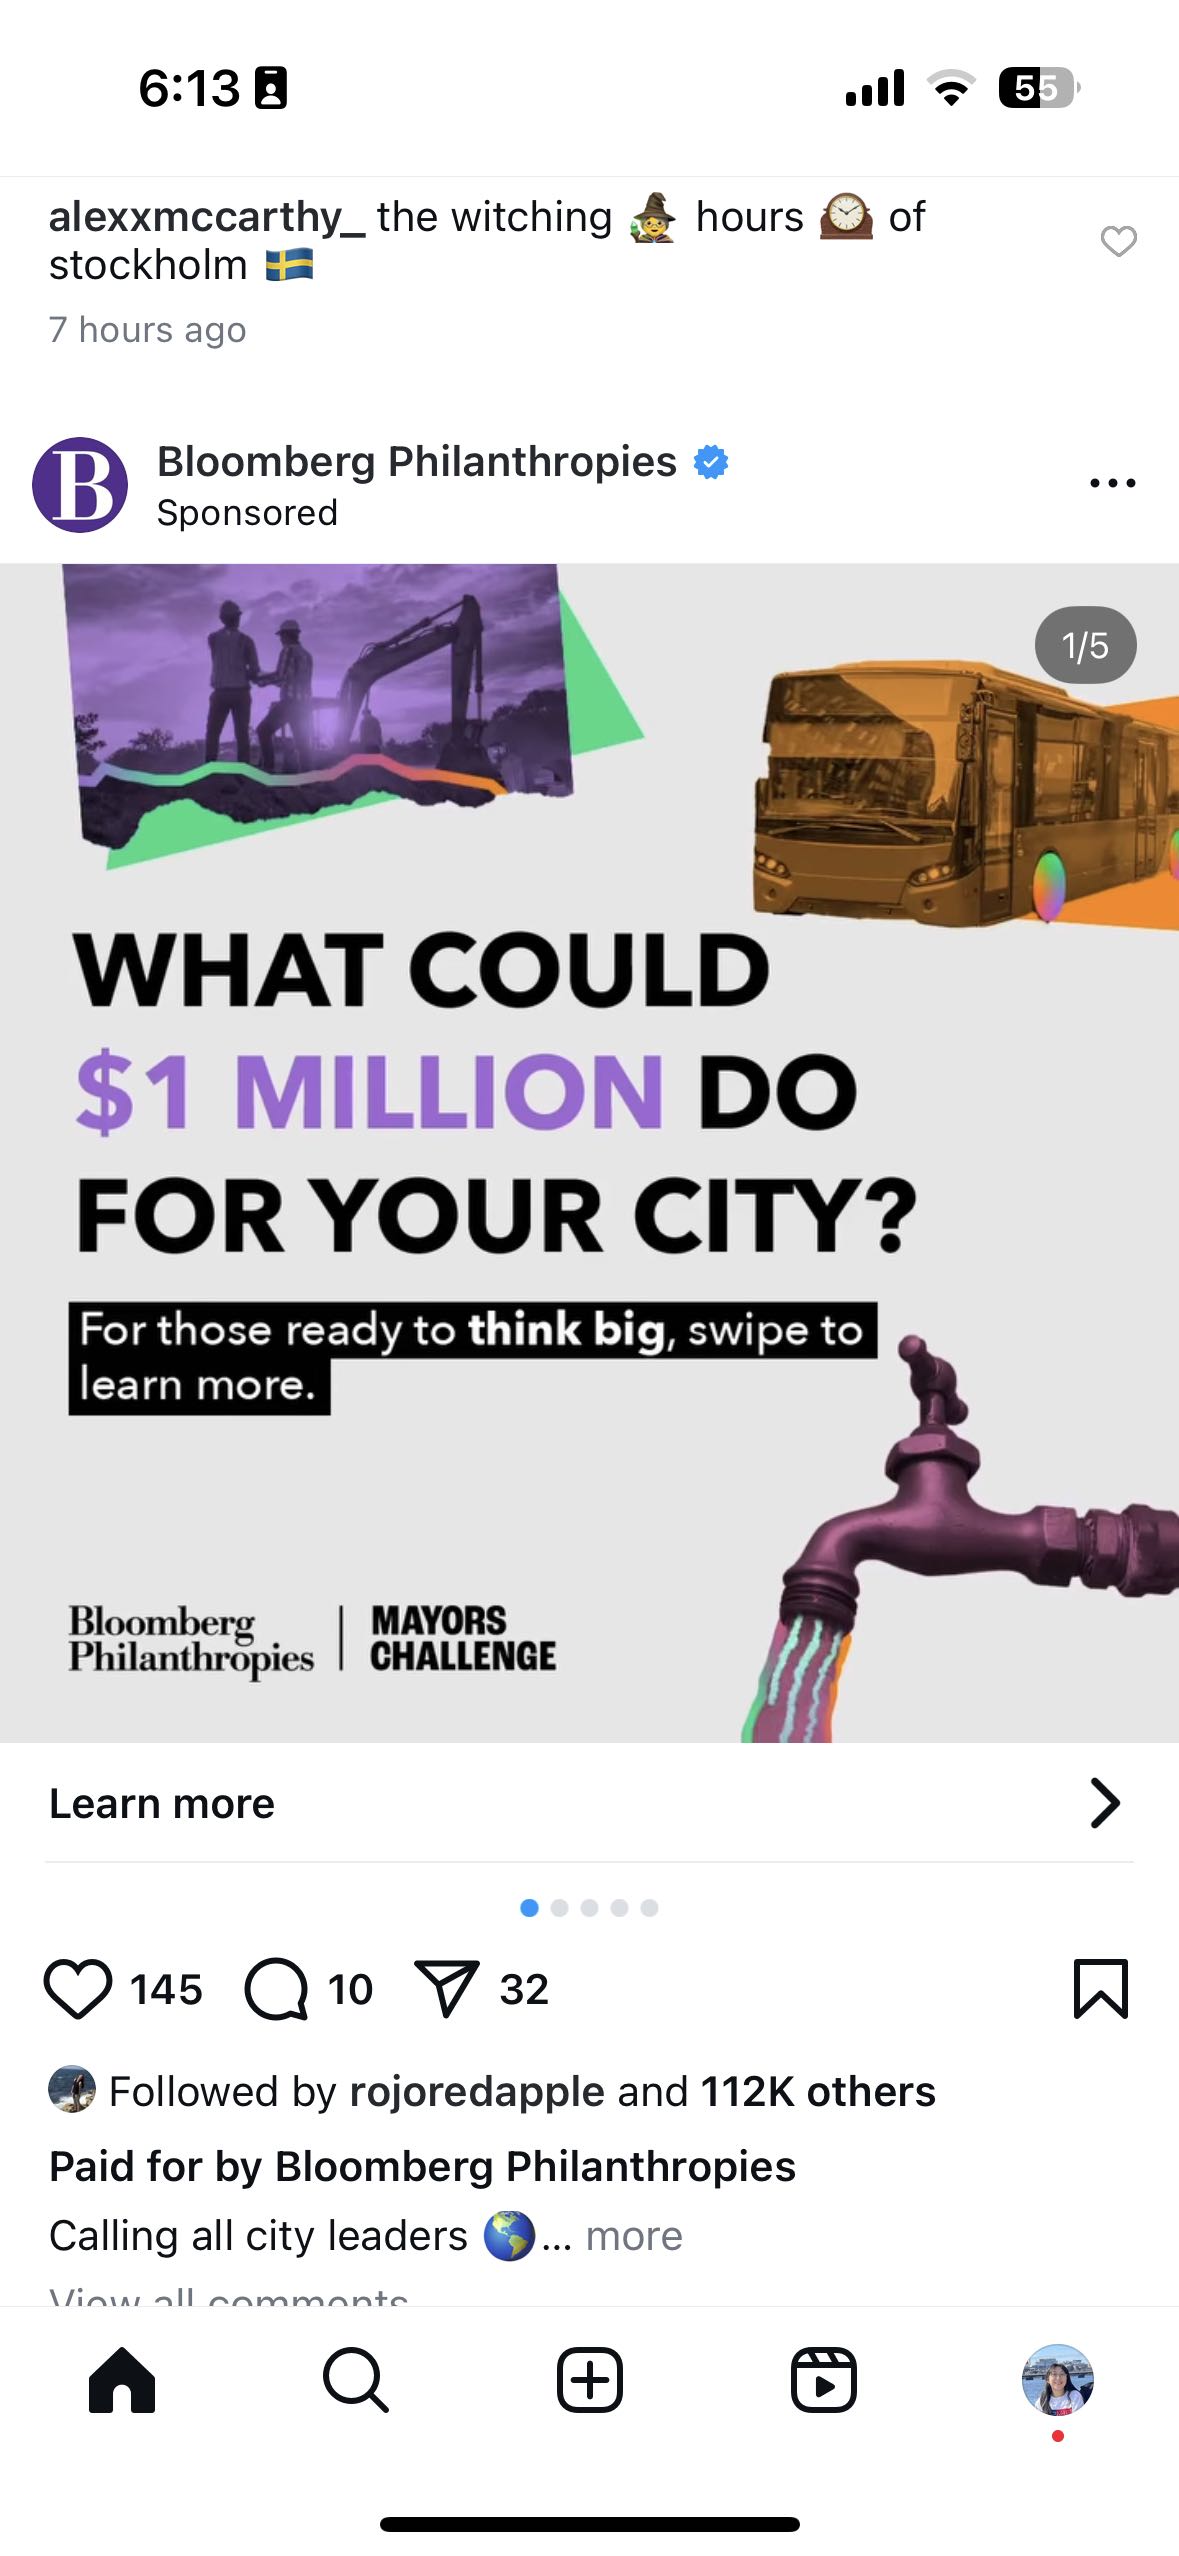 6:13
55
alexxmccarthy_ the witching 🧙 hours 🕰️ of
stockholm 🇸🇪
7 hours ago
B
Bloomberg Philanthropies
Sponsored
1/5
WHAT COULD
$1 MILLION DO
FOR YOUR CITY?
For those ready to think big, swipe to
learn more.
Bloomberg
Philanthropies
MAYORS
CHALLENGE
Learn more
145
10
32
Followed by rojoredapple and 112K others
Paid for by Bloomberg Philanthropies
Calling all city leaders 🌎... more
View all comments